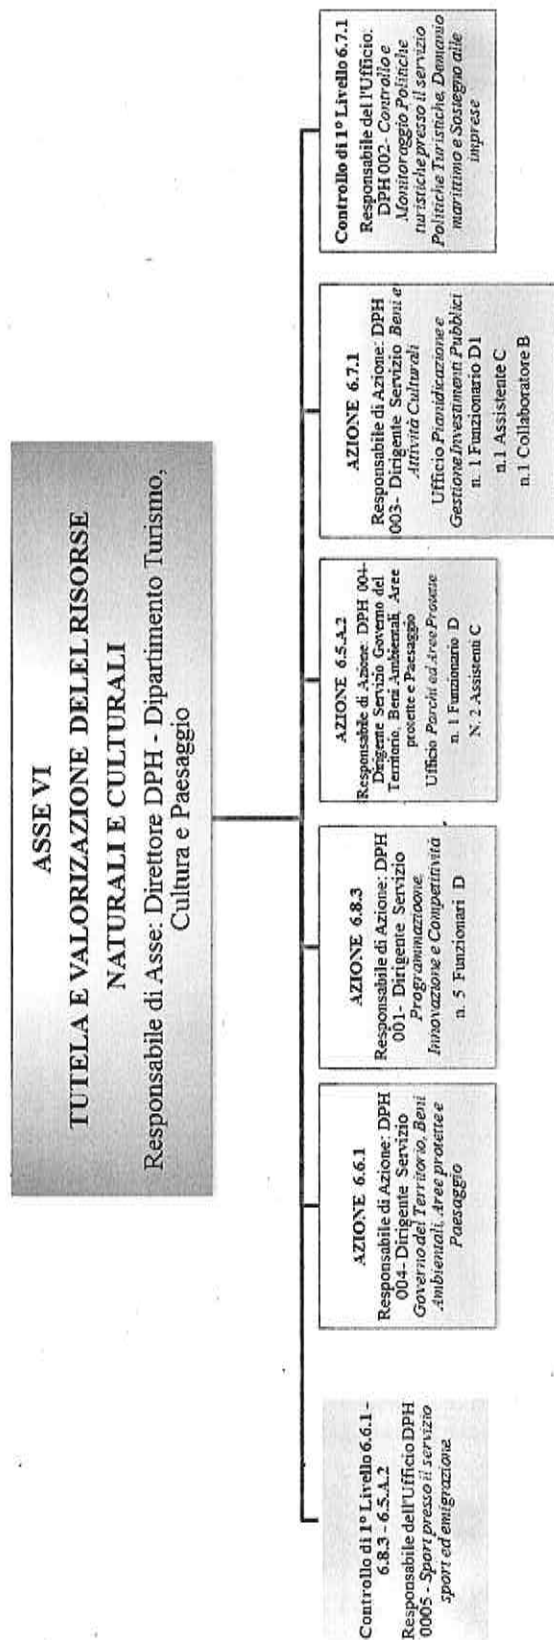 ASSE VI
TUTELA E VALORIZAZIONE DELEL RISORSE
NATURALI E CULTURALI
Responsabile di Asse: Direttore DPH - Dipartimento Turismo,
Cultura e Paesaggio
Controllo di 1° Livello 6.6.1 -
6.8.3 - 6.5.A.2
Responsabile dell'Ufficio DPH
0005 - Sport presso il servizio
sport ed emigrazione
AZIONE 6.6.1
Responsabile di Azione: DPH
004- Dirigente Servizio
Governo del Territorio, Beni
Ambientali, Aree protette e
Paesaggio
AZIONE 6.8.3
Responsabile di Azione: DPH
001- Dirigente Servizio
Programmazioone,
Innovazione e Competitività
n. 5 Funzionari D
AZIONE 6.5.A.2
Responsabile di Azione: DPH 004-
Dirigente Servizio Governo del
Territorio, Beni Ambientali, Aree
protette e Paesaggio
Ufficio Parchi ed Aree Protette
n. 1 Funzionario D
N. 2 Assistenti C
AZIONE 6.7.1
Responsabile di Azione: DPH
003- Dirigente Servizio Beni e
Attività Culturali
Ufficio Pianidicazione e
Gestione Investimenti Pubblici
n. 1 Funzionario D1
n.1 Assistente C
n.1 Collaboratore B
Controllo di 1° Livello 6.7.1
Responsabile del l'Ufficio:
DPH 002- Controllo e
Monitoraggio Politiche
turistiche presso il servizio
Politiche Turistiche, Demanio
marittimo e Sostegno alle
imprese